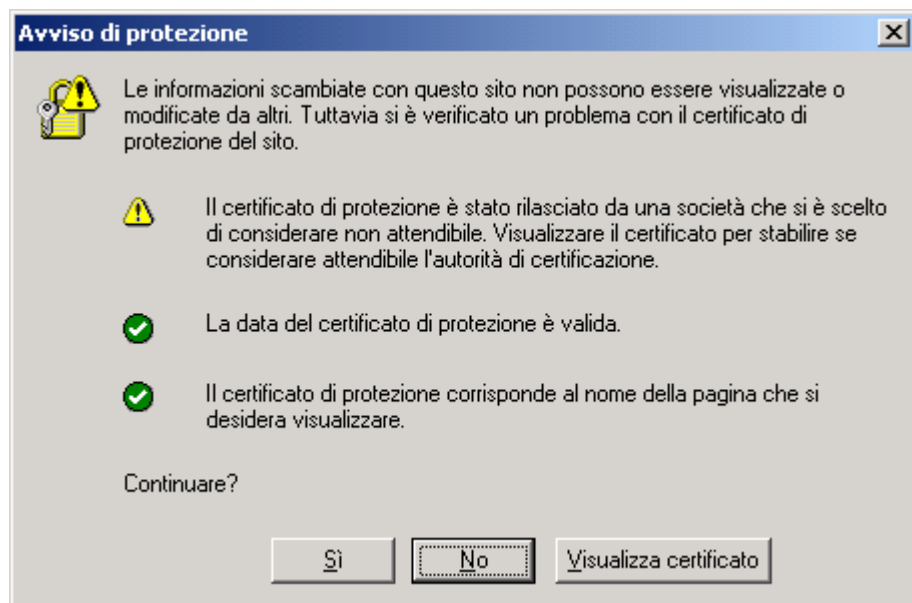 Avviso di protezione
Le informazioni scambiate con questo sito non possono essere visualizzate o
modificate da altri. Tuttavia si è verificato un problema con il certificato di
protezione del sito.
Il certificato di protezione è stato rilasciato da una società che si è scelto
di considerare non attendibile. Visualizzare il certificato per stabilire se
considerare attendibile l'autorità di certificazione.
La data del certificato di protezione è valida.
Il certificato di protezione corrisponde al nome della pagina che si
desidera visualizzare.
Continuare?
Sì No Visualizza certificato